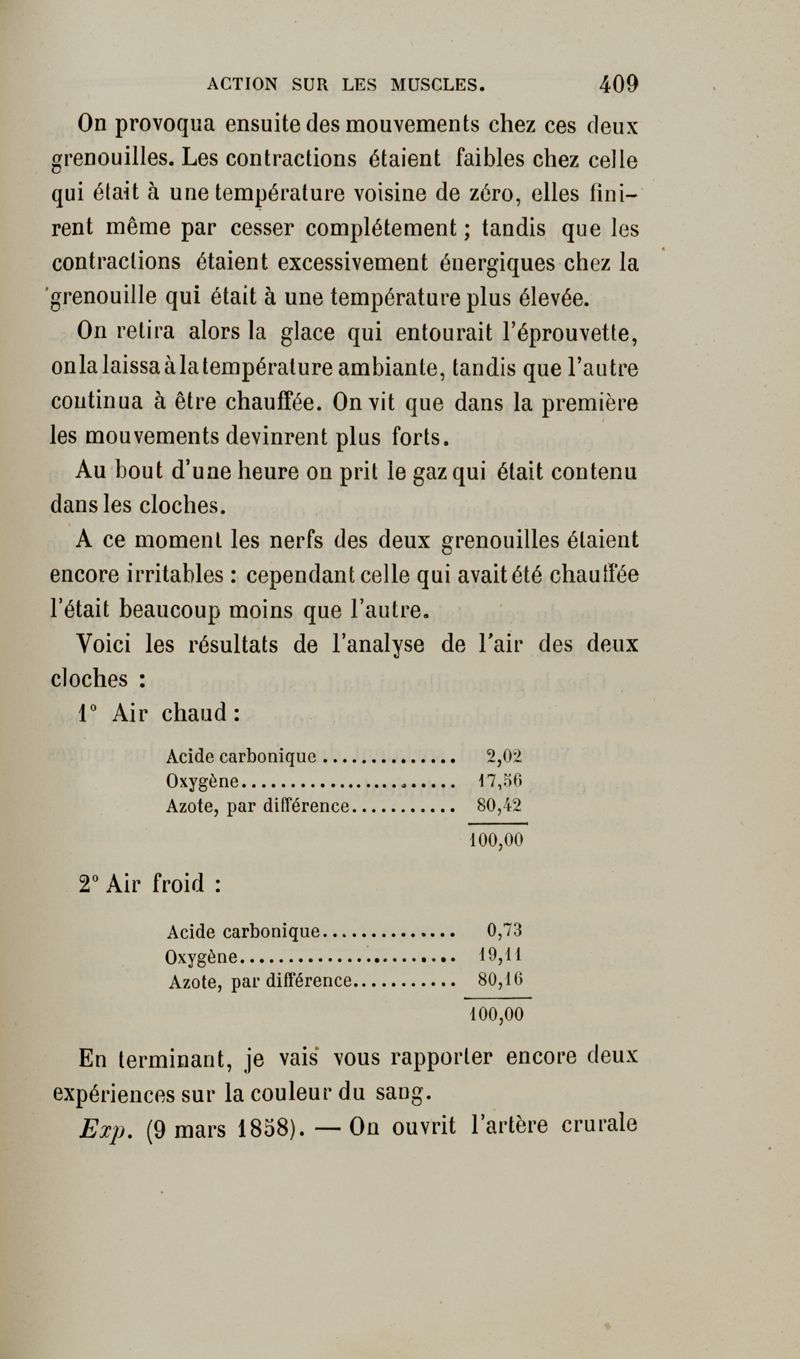 ACTION SUR LES MUSCLES. 409
On provoqua ensuite des mouvements chez ces deux
grenouilles. Les contractions étaient faibles chez celle
qui était à une température voisine de zéro, elles fini-
rent même par cesser complétement ; tandis que les
contractions étaient excessivement énergiques chez la
grenouille qui était à une température plus élevée.
On retira alors la glace qui entourait l'éprouvette,
on la laissa à la température ambiante, tandis que l'autre
continua à être chauffée. On vit que dans la première
les mouvements devinrent plus forts.
Au bout d'une heure on prit le gaz qui était contenu
dans les cloches.
A ce moment les nerfs des deux grenouilles étaient
encore irritables : cependant celle qui avait été chauffée
l'était beaucoup moins que l'autre.
Voici les résultats de l'analyse de l'air des deux
cloches :
1° Air chaud :
Acide carbonique .............. 2,02
Oxygène...................... 17,56
Azote, par différence........... 80,42
100,00
2° Air froid :
Acide carbonique.............. 0,73
Oxygène...................... 19,11
Azote, par différence........... 80,16
100,00
En terminant, je vais vous rapporter encore deux
expériences sur la couleur du sang.
Exp. (9 mars 1858). — On ouvrit l'artère crurale